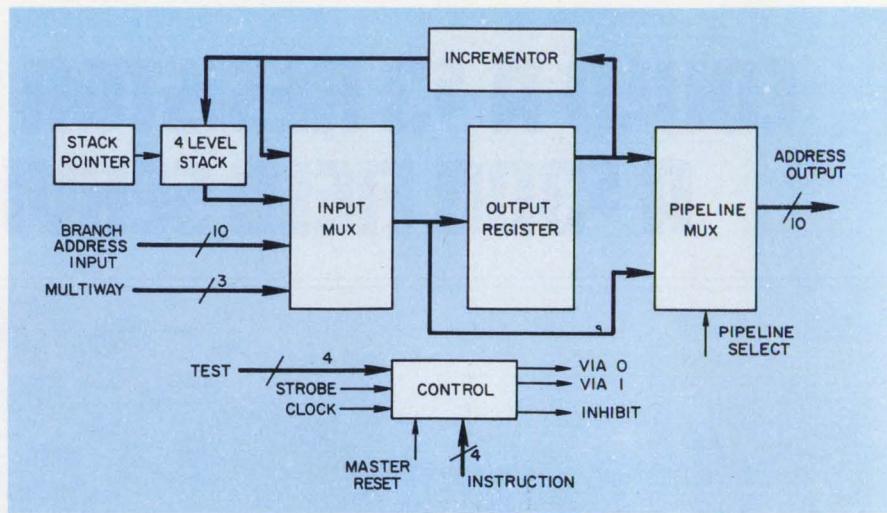 INCREMENTOR
STACK
POINTER
4 LEVEL
STACK
INPUT
MUX
OUTPUT
REGISTER
PIPELINE
MUX
ADDRESS
OUTPUT
10
BRANCH
ADDRESS
INPUT
10
MULTIWAY
3
9
PIPELINE
SELECT
TEST
4
STROBE
CLOCK
CONTROL
VIA 0
VIA 1
INHIBIT
MASTER
RESET
4
INSTRUCTION